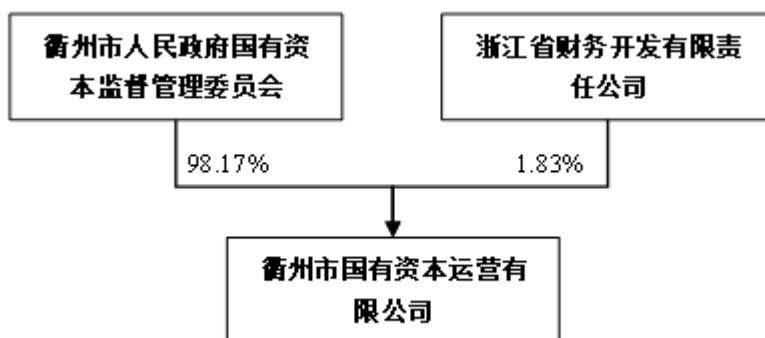 衢州市人民政府国有资
本监督管理委员会
浙江省财务开发有限责
任公司
98.17%
1.83%
衢州市国有资本运营有
限公司